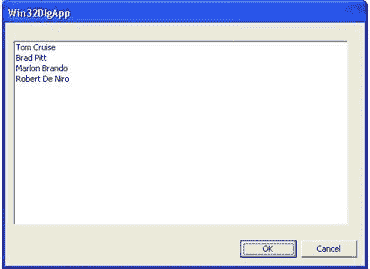 Win32DlgApp
Tom Cruise
Brad Pitt
Marlon Brando
Robert De Niro
OK
Cancel